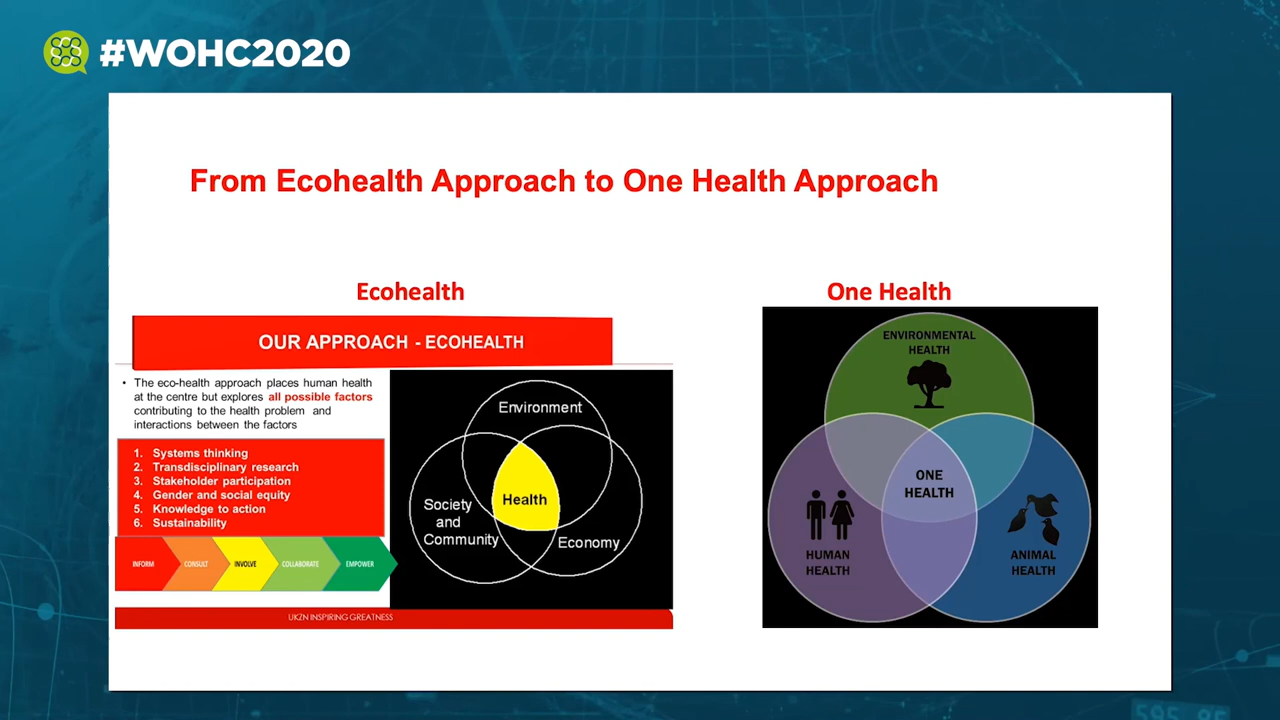 #WOHC2020
From Ecohealth Approach to One Health Approach
Ecohealth
OUR APPROACH - ECOHEALTH
• The eco-health approach places human health
at the centre but explores all possible factors
contributing to the health problem and
interactions between the factors
1. Systems thinking
2. Transdisciplinary research
3. Stakeholder participation
4. Gender and social equity
5. Knowledge to action
6. Sustainability
INFORM CONSULT INVOLVE COLLABORATE EMPOWER
Environment
Health
Society
and
Community
Economy
UKZN INSPIRING GREATNESS
One Health
ENVIRONMENTAL
HEALTH
ONE
HEALTH
HUMAN
HEALTH
ANIMAL
HEALTH